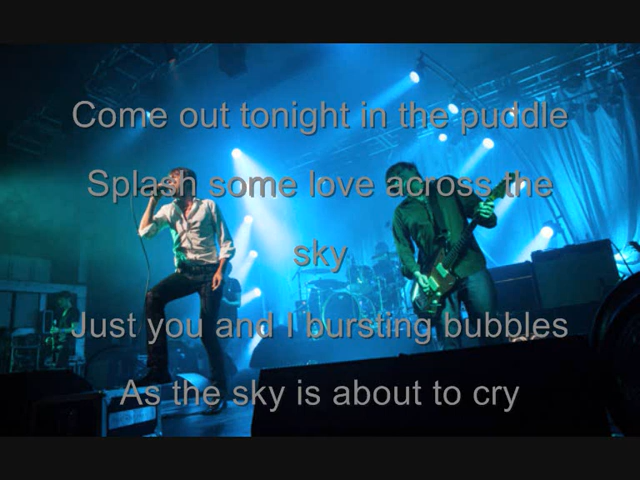 Come out tonight in the puddle
Splash some love across the
sky
Just you and I bursting bubbles
As the sky is about to cry